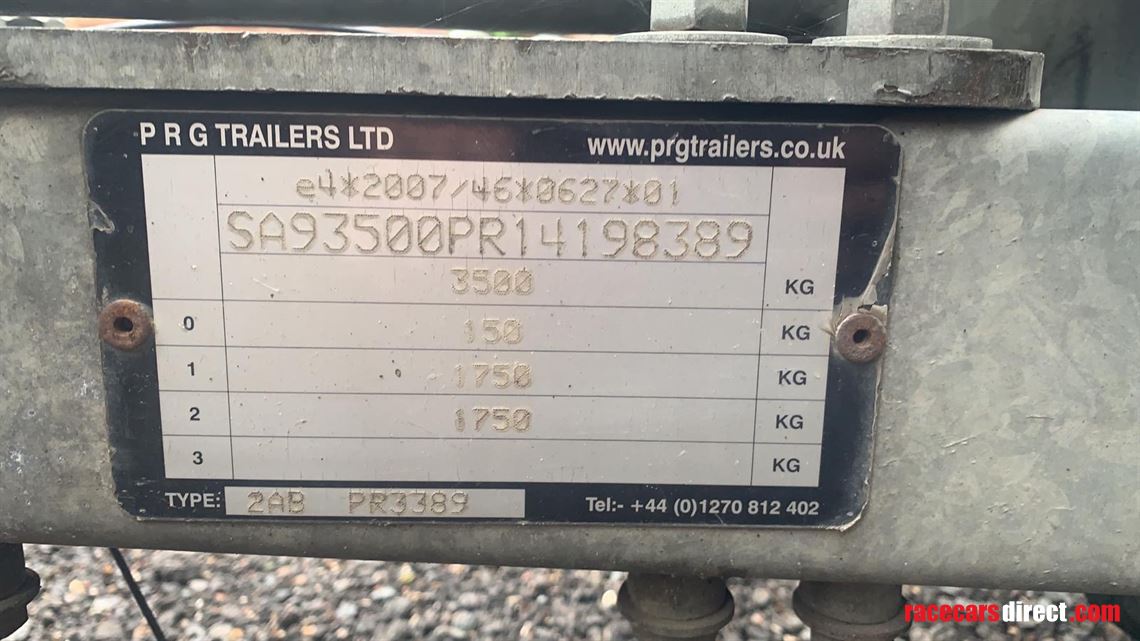 P R G TRAILERS LTD www.prgtrailers.co.uk
e4*2007/46*0627*01
SA93500PR14198389
3500 KG
0 150 KG
1 1750 KG
2 1750 KG
3 KG
TYPE: 2AB PR3389 Tel:- +44 (0)1270 812 402
racecarsdirect.com